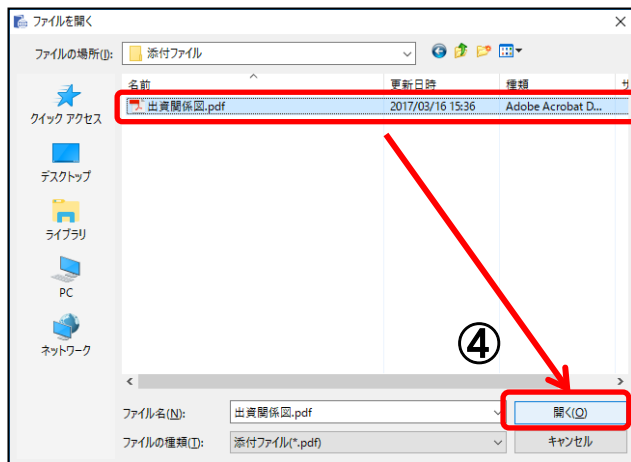 ファイルを開く
ファイルの場所(I): 添付ファイル
名前 更新日時 種類 サ
出資関係図.pdf 2017/03/16 15:36 Adobe Acrobat D...
クイック アクセス
デスクトップ
ライブラリ
PC
ネットワーク
④
ファイル名(N): 出資関係図.pdf 開く(O)
ファイルの種類(T): 添付ファイル(*.pdf) キャンセル